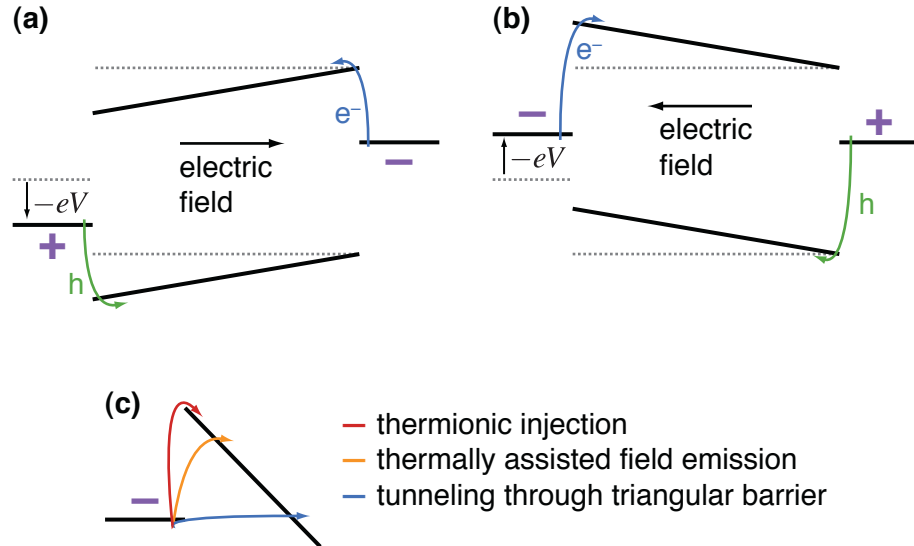 (a)
e⁻
electric
field
−
−eV
+
h
(b)
e⁻
−
+
electric
field
−eV
h
(c)
−
thermionic injection
thermally assisted field emission
tunneling through triangular barrier